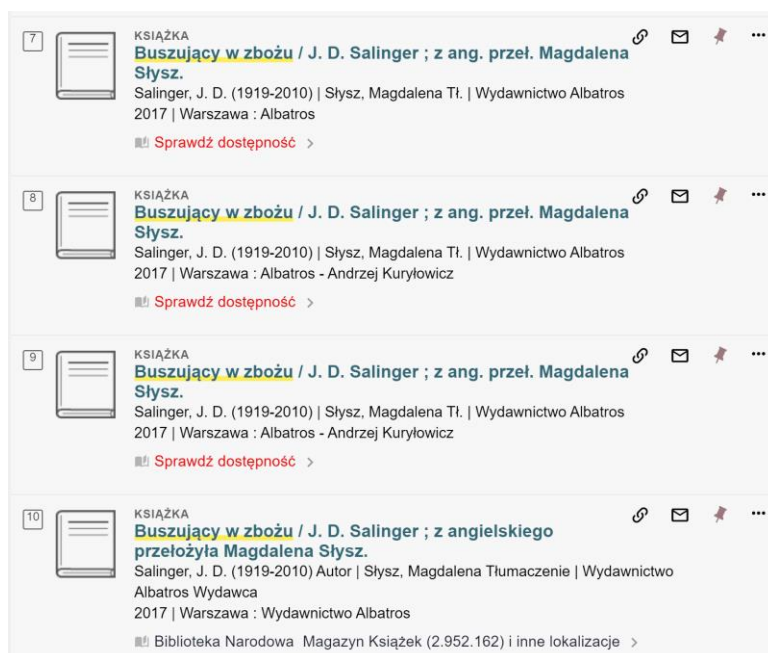 7
KSIĄŻKA
Buszujący w zbożu / J. D. Salinger ; z ang. przeł. Magdalena
Słysz.
Salinger, J. D. (1919-2010) | Słysz, Magdalena Tł. | Wydawnictwo Albatros
2017 | Warszawa : Albatros
Sprawdź dostępność >
8
KSIĄŻKA
Buszujący w zbożu / J. D. Salinger ; z ang. przeł. Magdalena
Słysz.
Salinger, J. D. (1919-2010) | Słysz, Magdalena Tł. | Wydawnictwo Albatros
2017 | Warszawa : Albatros - Andrzej Kuryłowicz
Sprawdź dostępność >
9
KSIĄŻKA
Buszujący w zbożu / J. D. Salinger ; z ang. przeł. Magdalena
Słysz.
Salinger, J. D. (1919-2010) | Słysz, Magdalena Tł. | Wydawnictwo Albatros
2017 | Warszawa : Albatros - Andrzej Kuryłowicz
Sprawdź dostępność >
10
KSIĄŻKA
Buszujący w zbożu / J. D. Salinger ; z angielskiego
przełożyła Magdalena Słysz.
Salinger, J. D. (1919-2010) Autor | Słysz, Magdalena Tłumaczenie | Wydawnictwo
Albatros Wydawca
2017 | Warszawa : Wydawnictwo Albatros
Biblioteka Narodowa Magazyn Książek (2.952.162) i inne lokalizacje >